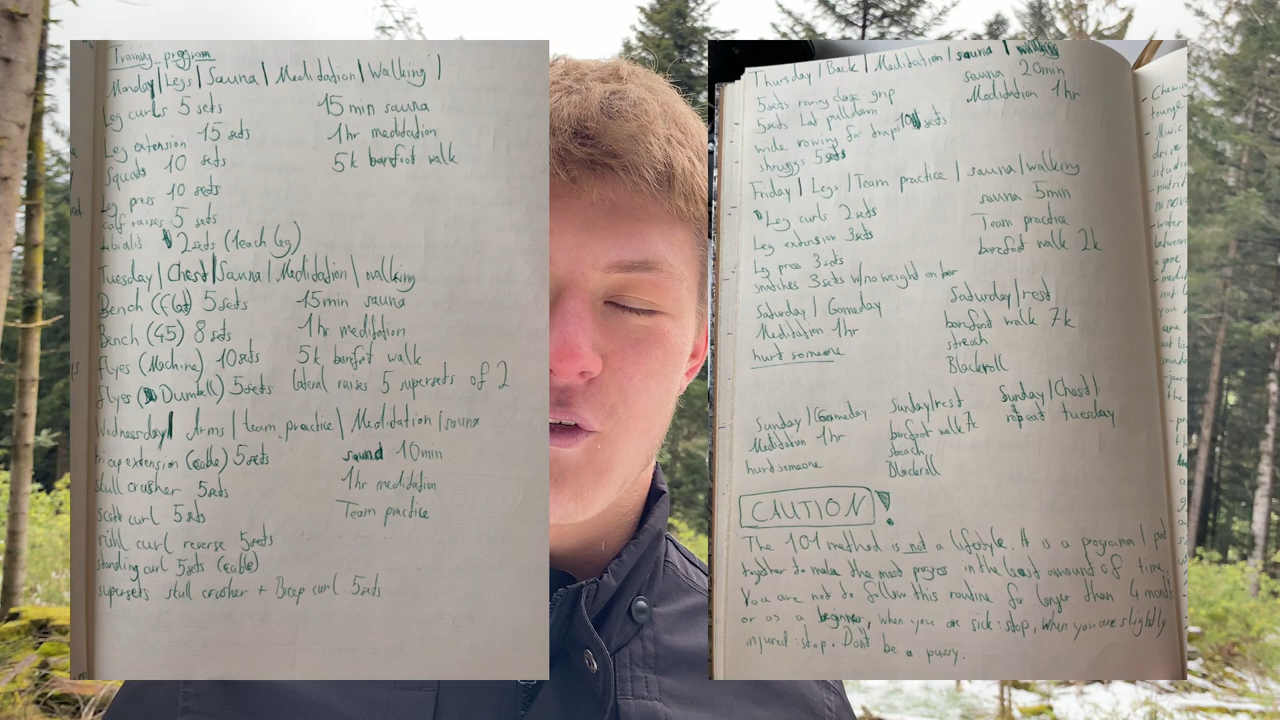 Training program
Monday | Legs | Sauna | Meditation | Walking |
Leg curls 5 sets
15 min sauna
Leg extension 15 sets
1hr meditation
Squats 10 sets
5k barefoot walk
Leg press 10 sets
calf raises 5 sets
tibialis 2 sets (1 each leg)
Tuesday | Chest | Sauna | Meditation | walking
Bench (flat) 5 sets
15 min sauna
Bench (45) 8 sets
1hr meditation
flyes (Machine) 10 sets
5k barefoot walk
flyes (Dumbell) 5 sets
lateral raises 5 supersets of 2
Wednesday | Arms | team practice | Meditation | sauna
tricep extension (cable) 5 sets
sauna 10 min
skull crusher 5 sets
1hr meditation
scott curl 5 sets
Team practice
curl reverse 5 sets
standing curl 5 sets (cable)
supersets skull crusher + Bicep curl 5 sets
Thursday | Back | Meditation | sauna | walking
5 sets rowing close grip
sauna 20 min
5 sets Lat pulldown
Meditation 1hr
wide rowing for traps 10 sets
shruggs 5 sets
Friday | Legs | Team practice | sauna | walking
Leg curls 2 sets
sauna 5 min
Leg extension 3 sets
Team practice
Leg pres 3 sets
barefoot walk 2k
snatches 3 sets w/no weight on bar
Saturday | Gameday
Meditation 1hr
hurt someone
Saturday/rest
barefoot walk 7k
streach
Blackroll
Sunday / Gameday
Meditation 1hr
hurt someone
Sunday/rest
barefoot walk 7k
streach
Blackroll
Sunday / Chest |
repeat tuesday
CAUTION!
The 101 method is not a lifestyle. It is a programm I put
together to make the most progress in the least amount of time.
You are not to follow this routine for longer than 4 months
or as a beginner, when you are sick: stop, when you are slightly
injured: stop. Don't be a pussy.